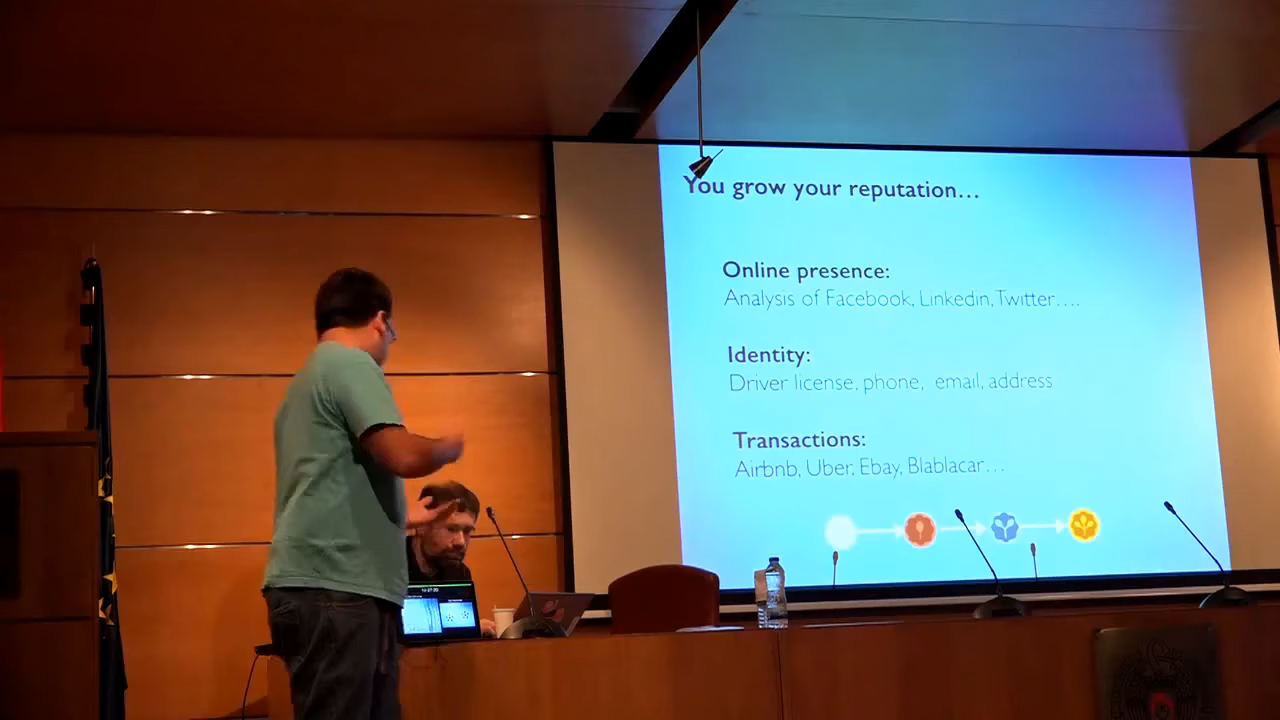 You grow your reputation...
Online presence:
Analysis of Facebook, Linkedin, Twitter....
Identity:
Driver license, phone, email, address
Transactions:
Airbnb, Uber, Ebay, Blablacar...